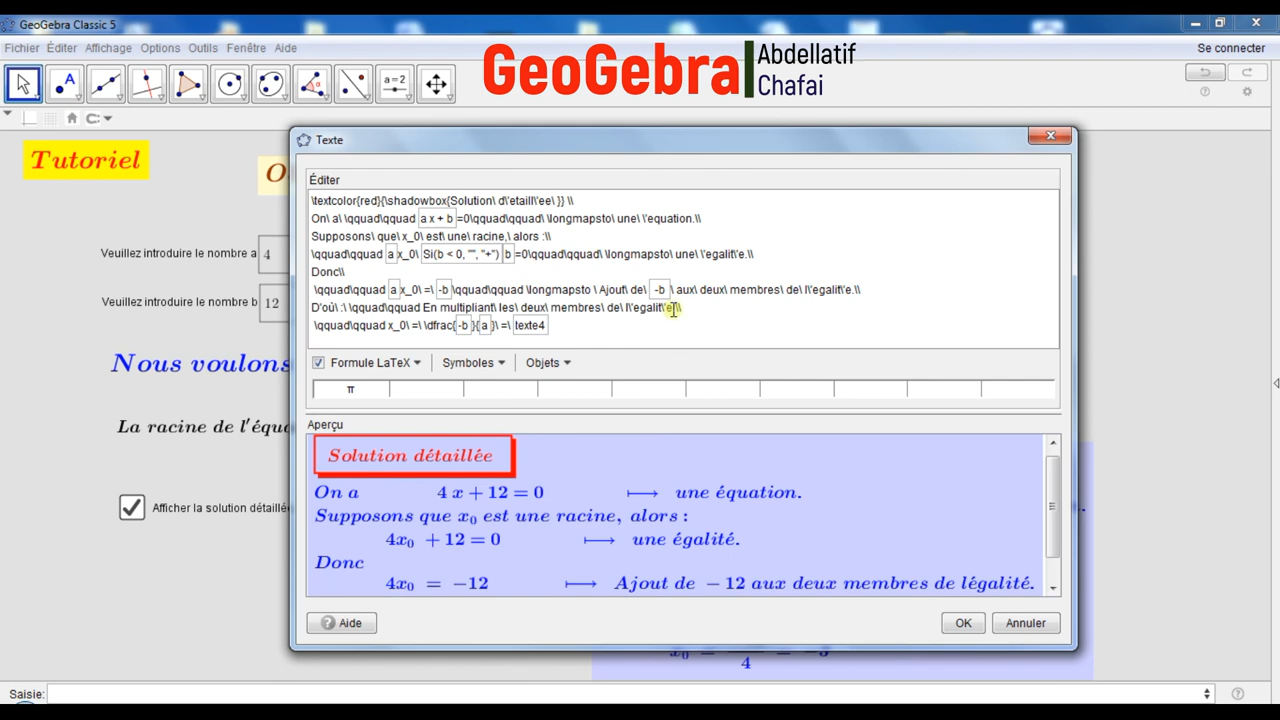 GeoGebra Classic 5
Fichier Éditer Affichage Options Outils Fenêtre Aide
Se connecter
GeoGebra
Abdellatif
Chafai
A
a=2
Tutoriel
Texte
Éditer
\textcolor{red}{\shadowbox{Solution\ d\'etaill\'ee\ }} \\
On\ a\ \qquad\qquad a x + b =0\qquad\qquad\ \longmapsto\ une\ \'equation.\\
Supposons\ que\ x_0\ est\ une\ racine,\ alors :\\
\qquad\qquad a x_0\ Si(b < 0, "", "+") b =0\qquad\qquad\ \longmapsto\ une\ \'egalit\'e.\\
Donc\\
\qquad\qquad a x_0\ =\ -b \qquad\qquad \longmapsto \ Ajout\ de\ -b \ aux\ deux\ membres\ de\ l\'egalit\'e.\\
D'où\ :\ \qquad\qquad En multipliant\ les\ deux\ membres\ de\ l\'egalit\'e\\
\qquad\qquad x_0\ =\ \dfrac{ -b }{ a }\ =\ texte4
Veuillez introduire le nombre a
4
Veuillez introduire le nombre b
12
Nous voulons
La racine de l'équa
Afficher la solution détaillée
Formule LaTeX
Symboles
Objets
π
Aperçu
Solution détaillée
On a 4 x + 12 = 0 ⟼ une équation.
Supposons que x₀ est une racine, alors :
4x₀ + 12 = 0 ⟼ une égalité.
Donc
4x₀ = −12 ⟼ Ajout de − 12 aux deux membres de légalité.
Aide
OK
Annuler
4
Saisie: